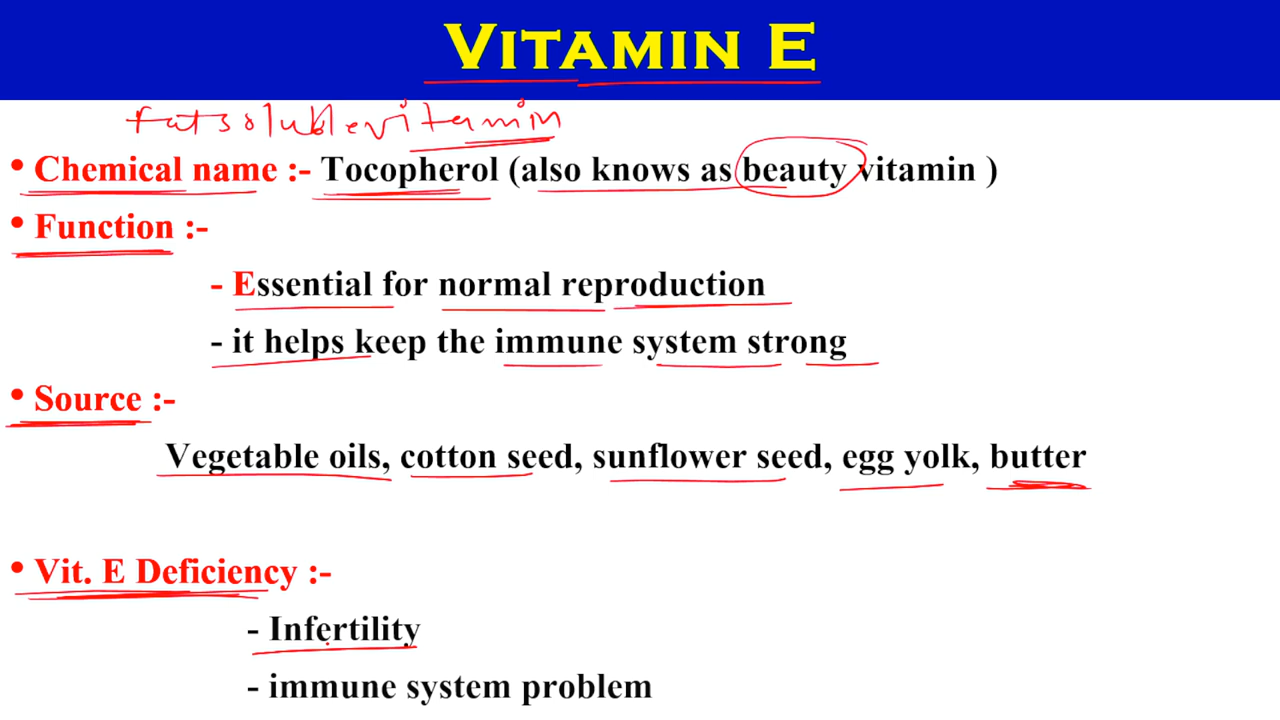 VITAMIN E
fatsoluble vitamin
• Chemical name :- Tocopherol (also knows as beauty vitamin )
• Function :-
- Essential for normal reproduction
- it helps keep the immune system strong
• Source :-
Vegetable oils, cotton seed, sunflower seed, egg yolk, butter
• Vit. E Deficiency :-
- Infertility
- immune system problem